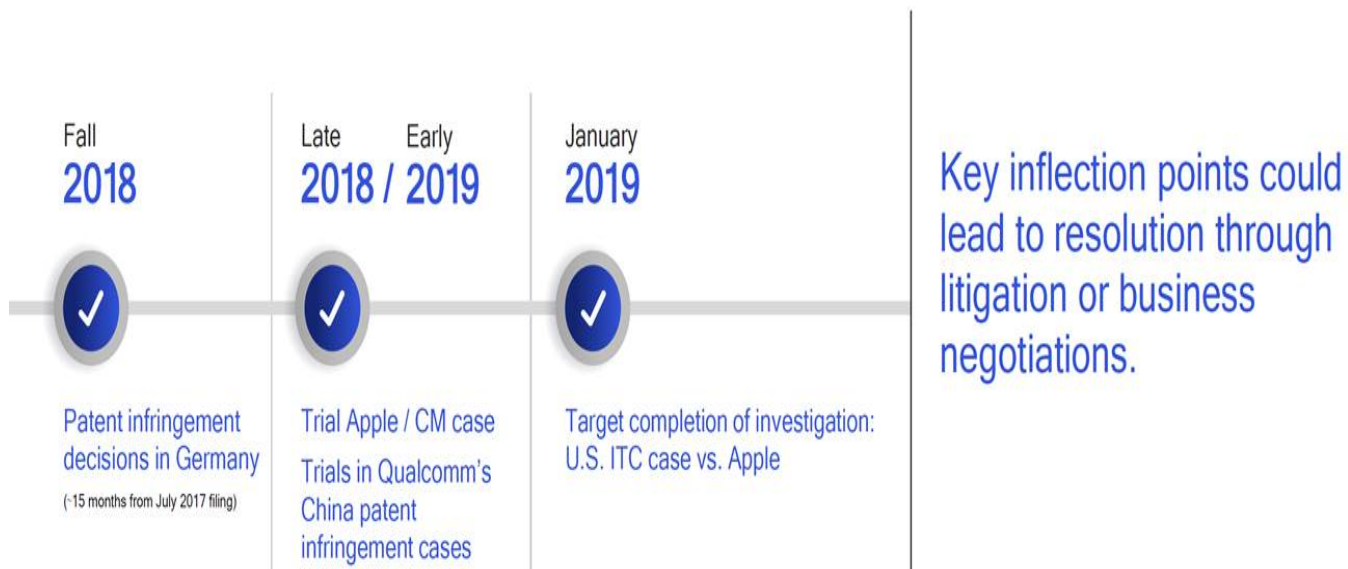 Fall
2018
Patent infringement
decisions in Germany
(~15 months from July 2017 filing)
Late Early
2018 / 2019
Trial Apple / CM case
Trials in Qualcomm's
China patent
infringement cases
January
2019
Target completion of investigation:
U.S. ITC case vs. Apple
Key inflection points could
lead to resolution through
litigation or business
negotiations.